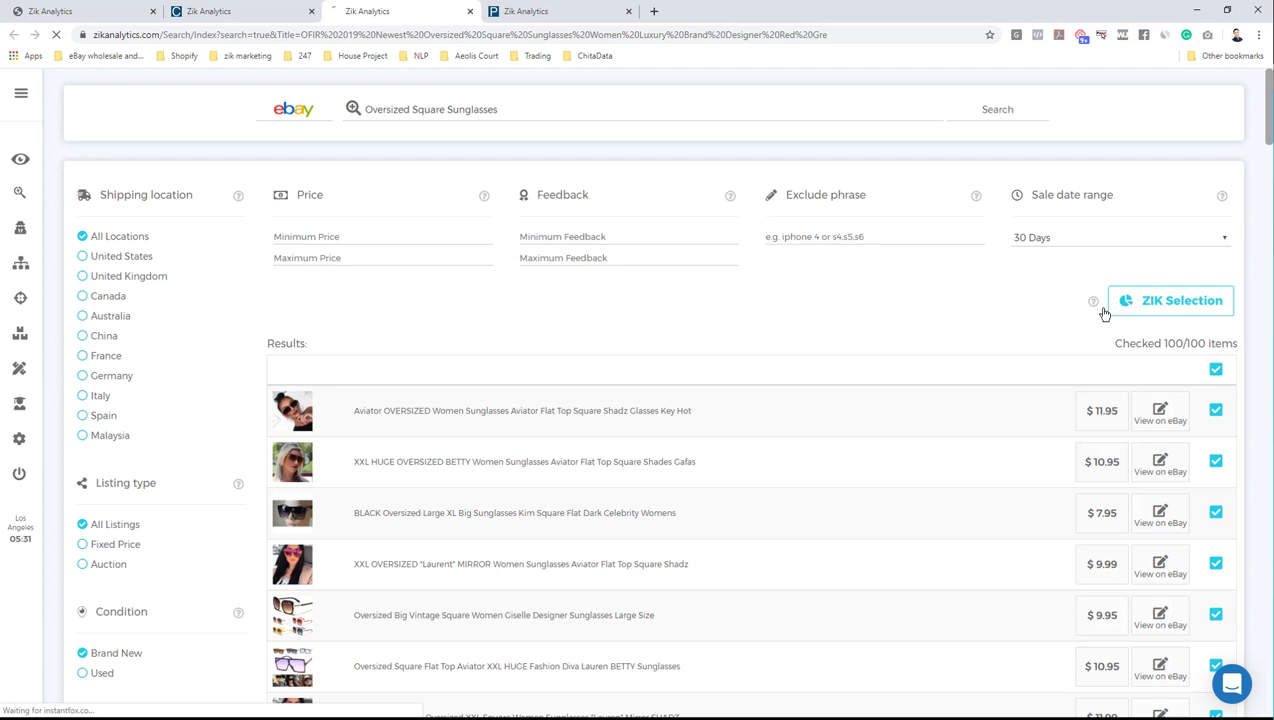 Zik Analytics
Zik Analytics
Zik Analytics
Zik Analytics
zikanalytics.com/Search/Index?search=true&Title=OFIR%202019%20Newest%20Oversized%20Square%20Sunglasses%20Women%20Luxury%20Brand%20Designer%20Red%20Gre
Apps
eBay wholesale and...
Shopify
zik marketing
247
House Project
NLP
Aeolis Court
Trading
ChitaData
Other bookmarks
ebay
Oversized Square Sunglasses
Search
Shipping location
Price
Feedback
Exclude phrase
Sale date range
All Locations
Minimum Price
Minimum Feedback
e.g. iphone 4 or s4,s5,s6
30 Days
United States
Maximum Price
Maximum Feedback
United Kingdom
Canada
ZIK Selection
Australia
China
Results:
Checked 100/100 items
France
Germany
Italy
Aviator OVERSIZED Women Sunglasses Aviator Flat Top Square Shadz Glasses Key Hot
$ 11.95
View on eBay
Spain
Malaysia
XXL HUGE OVERSIZED BETTY Women Sunglasses Aviator Flat Top Square Shades Gafas
$ 10.95
View on eBay
Listing type
BLACK Oversized Large XL Big Sunglasses Kim Square Flat Dark Celebrity Womens
$ 7.95
View on eBay
All Listings
Los
Angeles
05:31
Fixed Price
Auction
XXL OVERSIZED "Laurent" MIRROR Women Sunglasses Aviator Flat Top Square Shadz
$ 9.99
View on eBay
Condition
Oversized Big Vintage Square Women Giselle Designer Sunglasses Large Size
$ 9.95
View on eBay
Brand New
Used
Oversized Square Flat Top Aviator XXL HUGE Fashion Diva Lauren BETTY Sunglasses
$ 10.95
View on eBay
Waiting for instantfox.co...